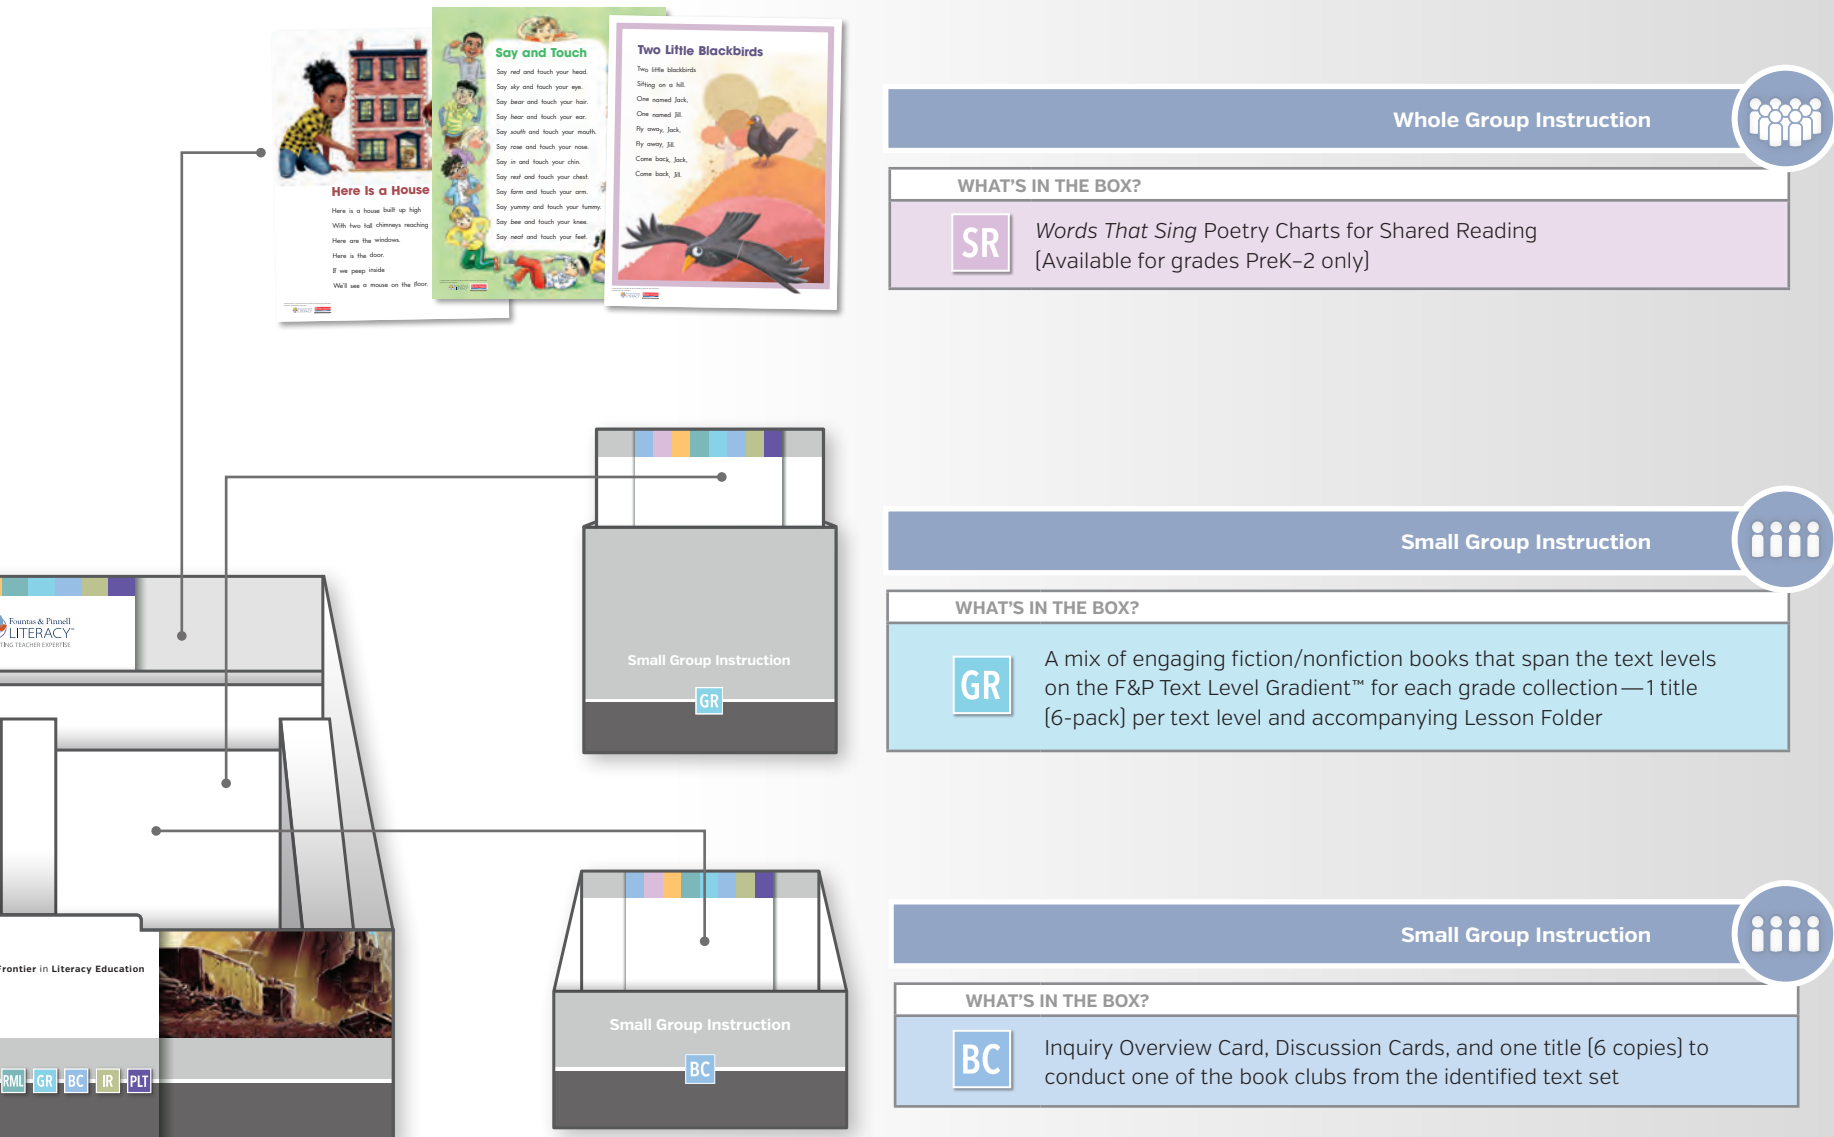 Here Is a House
Here is a house built up high
With two tall chimneys reaching
Here are the windows.
Here is the door.
If we peep inside
We'll see a mouse on the floor.
Say and Touch
Say red and touch your head.
Say sky and touch your eye.
Say bear and touch your hair.
Say hear and touch your ear.
Say south and touch your mouth.
Say rose and touch your nose.
Say in and touch your chin.
Say rest and touch your chest.
Say farm and touch your arm.
Say yummy and touch your tummy.
Say bee and touch your knee.
Say neat and touch your feet.
Two Little Blackbirds
Two little blackbirds
Sitting on a hill.
One named Jack,
One named Jill.
Fly away, Jack,
Fly away, Jill.
Come back, Jack,
Come back, Jill.
Whole Group Instruction
WHAT'S IN THE BOX?
SR
Words That Sing Poetry Charts for Shared Reading
(Available for grades PreK–2 only)
Small Group Instruction
WHAT'S IN THE BOX?
GR
A mix of engaging fiction/nonfiction books that span the text levels
on the F&P Text Level Gradient™ for each grade collection—1 title
(6-pack) per text level and accompanying Lesson Folder
Small Group Instruction
GR
Fountas & Pinnell
LITERACY™
TING TEACHER EXPERTISE
Small Group Instruction
WHAT'S IN THE BOX?
BC
Inquiry Overview Card, Discussion Cards, and one title (6 copies) to
conduct one of the book clubs from the identified text set
Small Group Instruction
BC
Frontier in Literacy Education
RML GR BC IR PLT